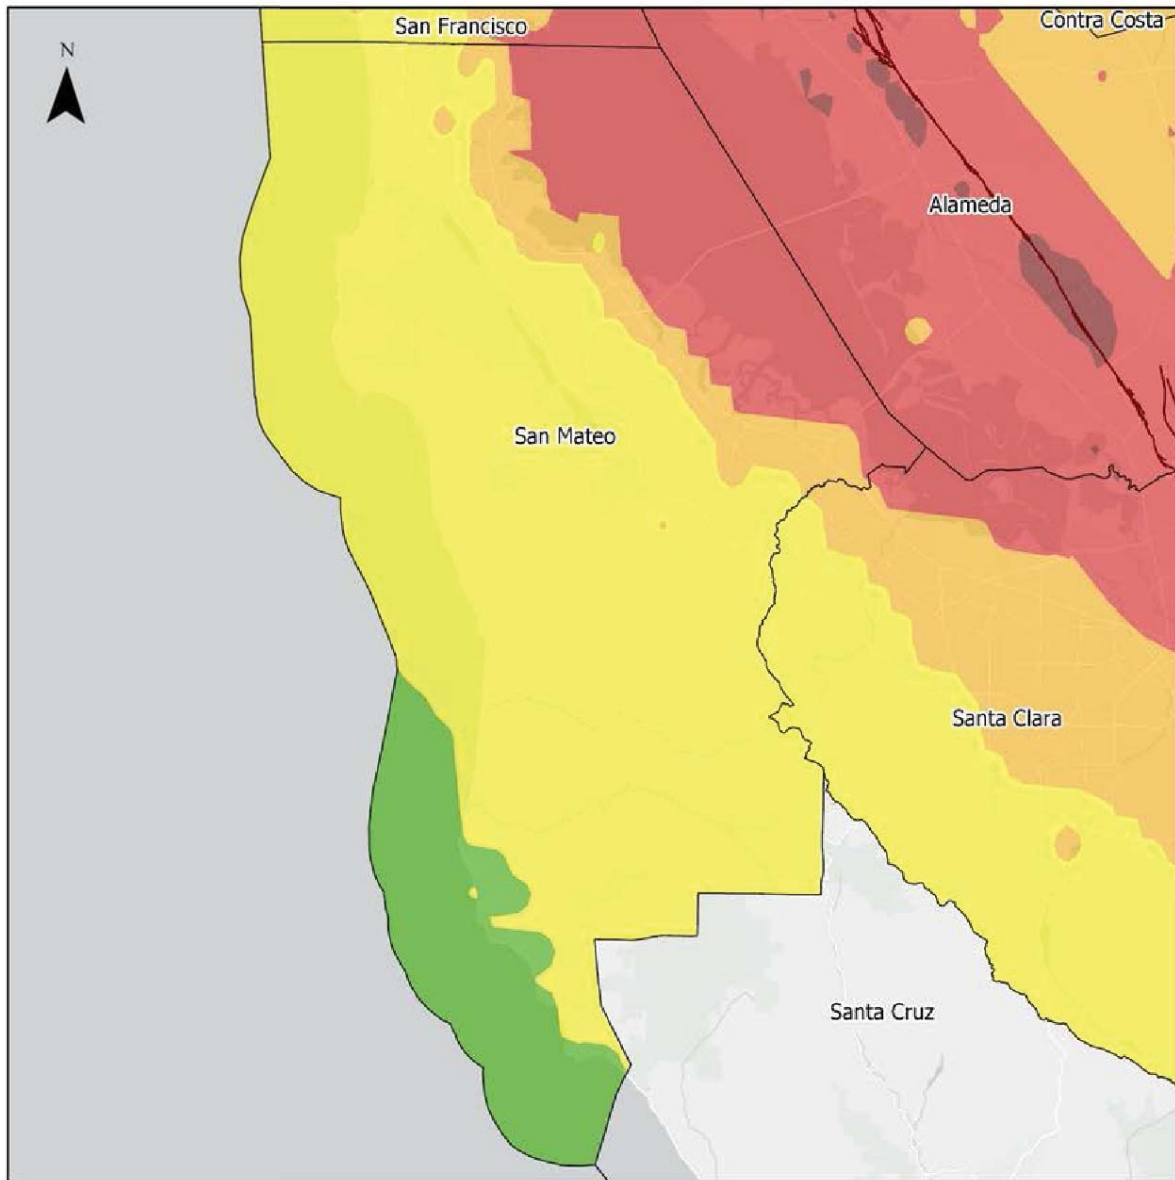 San Francisco
Contra Costa
N
Alameda
San Mateo
Santa Clara
Santa Cruz